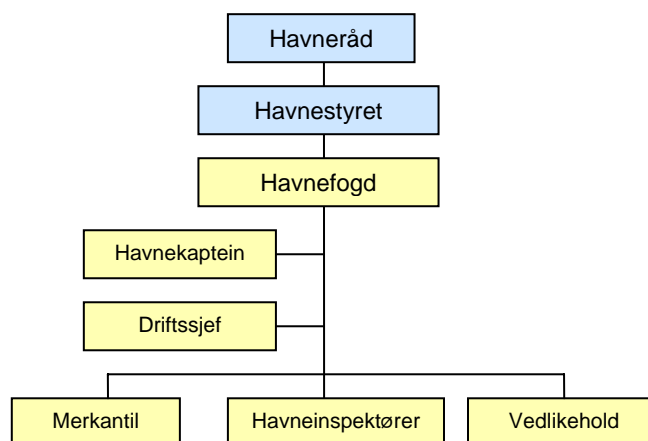 Havneråd
Havnestyret
Havnefogd
Havnekaptein
Driftssjef
Merkantil
Havneinspektører
Vedlikehold